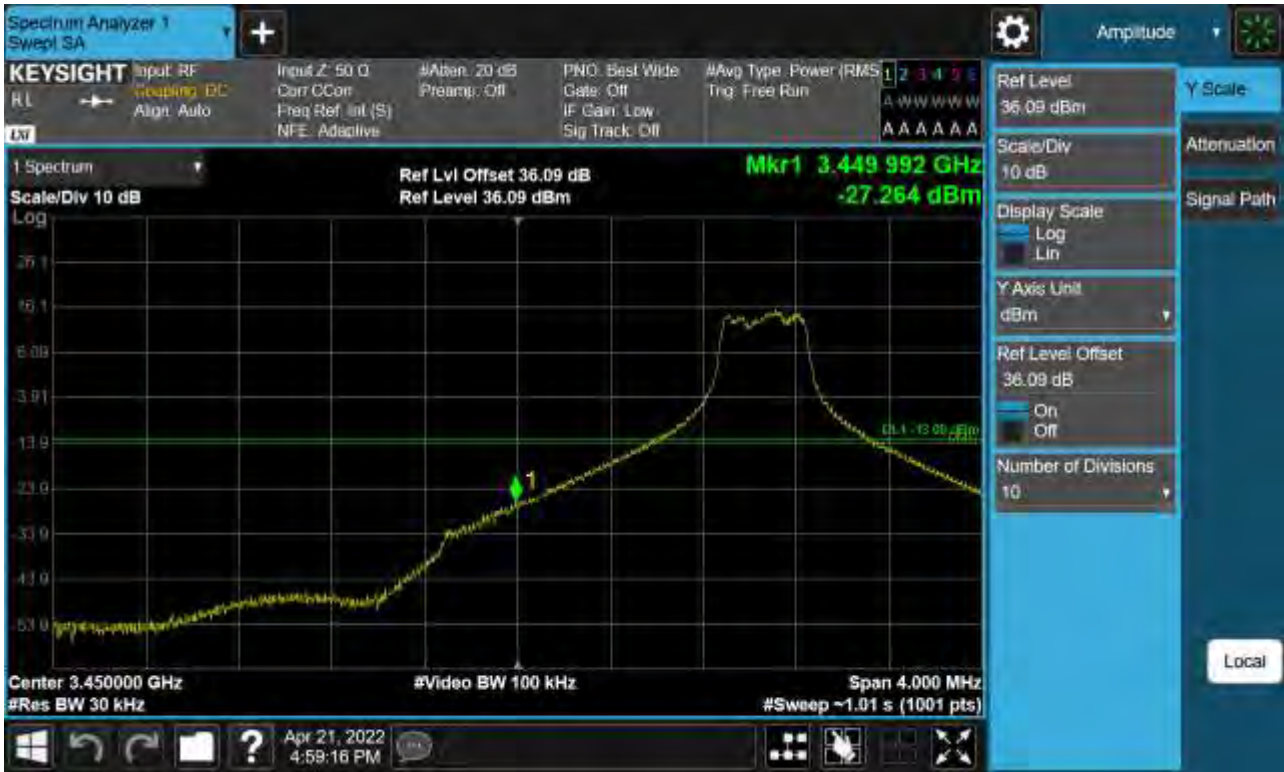 Spectrum Analyzer 1
Swept SA
+
Amplitude
KEYSIGHT
RL
LXI
Input: RF
Coupling: DC
Align: Auto
Input Z: 50 Ω
Corr CCorr
Freq Ref: Int (S)
NFE: Adaptive
#Atten: 20 dB
Preamp: Off
PNO: Best Wide
Gate: Off
IF Gain: Low
Sig Track: Off
#Avg Type: Power (RMS
Trig: Free Run
1 2 3 4 5 6
A W W W W W
A A A A A A
1 Spectrum
Scale/Div 10 dB
Log
Ref Lvl Offset 36.09 dB
Ref Level 36.09 dBm
Mkr1 3.449 992 GHz
-27.264 dBm
26.1
16.1
6.09
-3.91
-13.9
-23.9
-33.9
-43.9
-53.9
DL1 -13.00 dBm
1
Center 3.450000 GHz
#Res BW 30 kHz
#Video BW 100 kHz
Span 4.000 MHz
#Sweep ~1.01 s (1001 pts)
Ref Level
36.09 dBm
Scale/Div
10 dB
Display Scale
Log
Lin
Y Axis Unit
dBm
Ref Level Offset
36.09 dB
On
Off
Number of Divisions
10
Y Scale
Attenuation
Signal Path
Local
?
Apr 21, 2022
4:59:16 PM